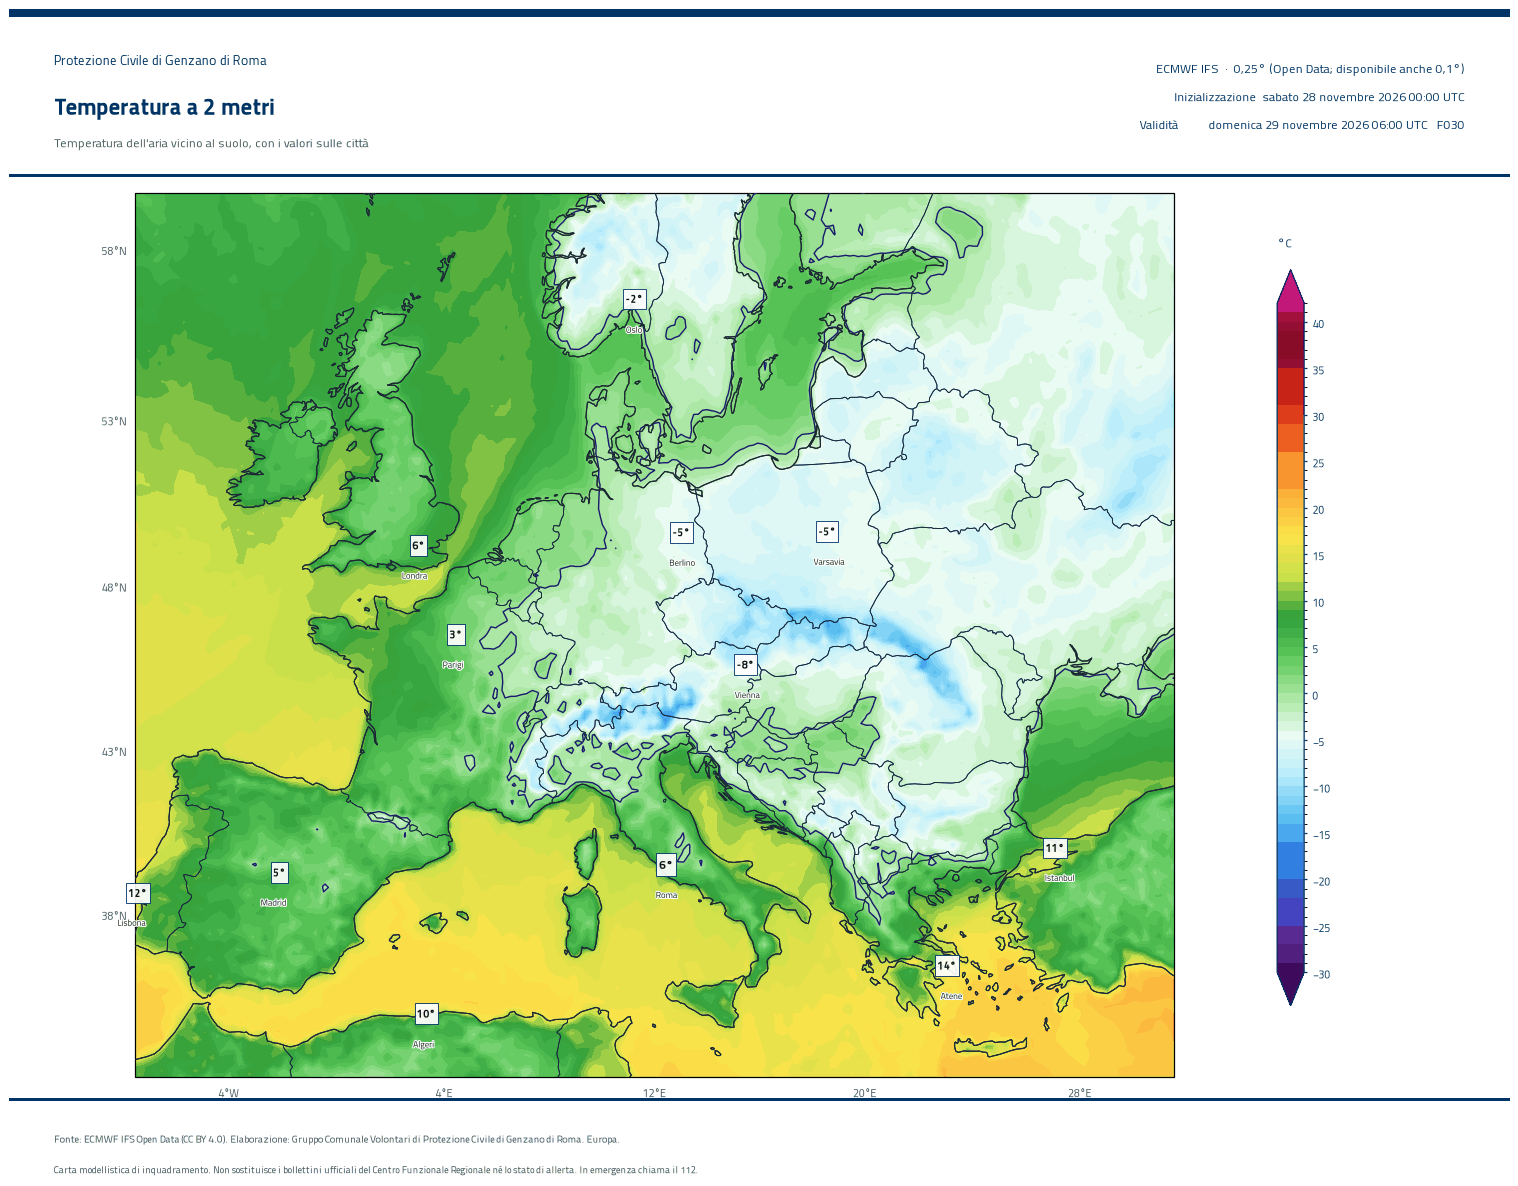 Protezione Civile di Genzano di Roma
Temperatura a 2 metri
Temperatura dell'aria vicino al suolo, con i valori sulle città
ECMWF IFS · 0,25° (Open Data; disponibile anche 0,1°)
Inizializzazione sabato 28 novembre 2026 00:00 UTC
Validità domenica 29 novembre 2026 06:00 UTC F030
58°N
53°N
48°N
43°N
38°N
-2°
Oslo
6°
Londra
-5°
Berlino
-5°
Varsavia
3°
Parigi
-8°
Vienna
5°
Madrid
12°
Lisbona
6°
Roma
11°
Istanbul
14°
Atene
10°
Algeri
4°W
4°E
12°E
20°E
28°E
°C
40
35
30
25
20
15
10
5
0
−5
−10
−15
−20
−25
−30
Fonte: ECMWF IFS Open Data (CC BY 4.0). Elaborazione: Gruppo Comunale Volontari di Protezione Civile di Genzano di Roma. Europa.
Carta modellistica di inquadramento. Non sostituisce i bollettini ufficiali del Centro Funzionale Regionale né lo stato di allerta. In emergenza chiama il 112.